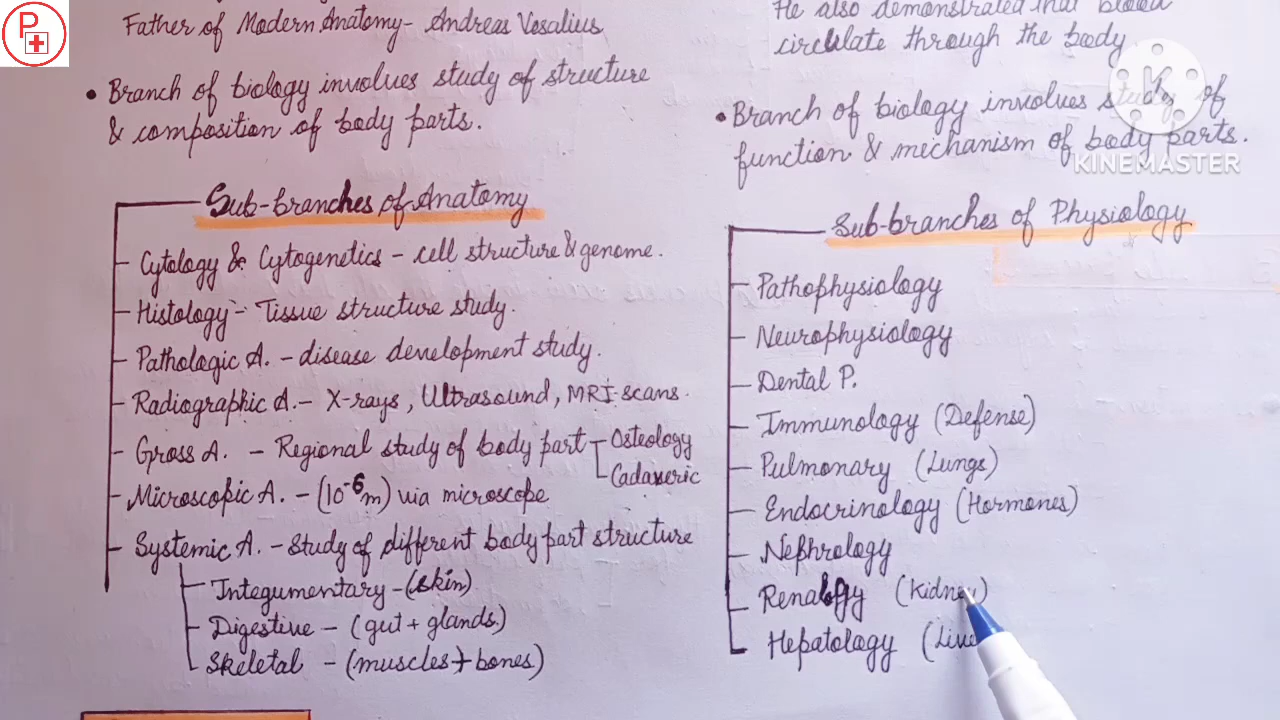 P
Father of Modern Anatomy- Andreas Vesalius
• Branch of biology involves study of structure
& composition of body parts.
Sub-branches of Anatomy
Cytology & Cytogenetics - cell structure & genome.
Histology - Tissue structure study.
Pathologic A. - disease development study.
Radiographic A. - X-rays, Ultrasound, MRI scans.
Gross A. - Regional study of body part
Osteology
Cadaveric
Microscopic A. - (10-6m) via microscope
Systemic A. - Study of different body part structure
Integumentary - (skin)
Digestive - (gut + glands)
Skeletal - (muscles + bones)
He also demonstrated that blood
circulate through the body
• Branch of biology involves study of
function & mechanism of body parts.
KINEMASTER
Sub-branches of Physiology
Pathophysiology
Neurophysiology
Dental P.
Immunology (Defense)
Pulmonary (Lungs)
Endocrinology (Hormones)
Nephrology
Renalogy (Kidney)
Hepatology